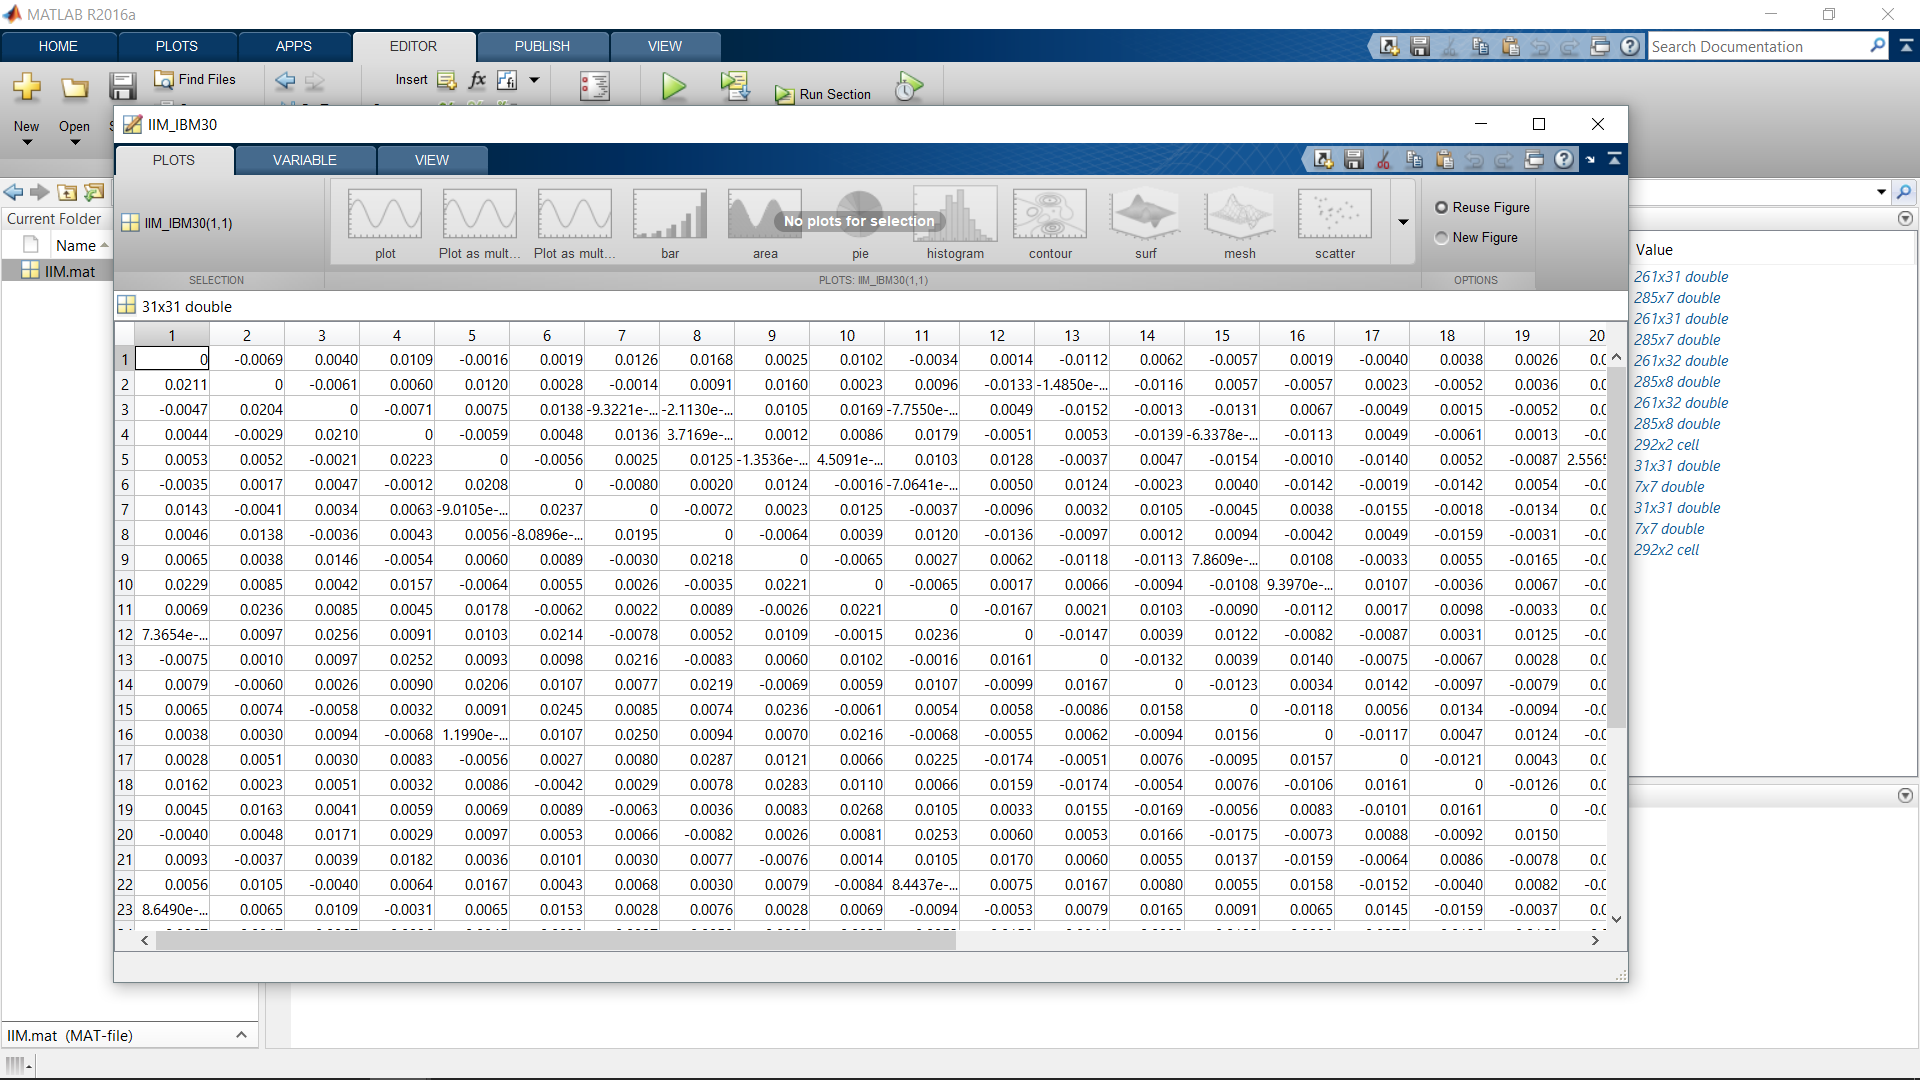 MATLAB R2016a
HOME PLOTS APPS EDITOR PUBLISH VIEW Search Documentation
Find Files Insert fx Run Section
New Open
IIM_IBM30
PLOTS VARIABLE VIEW
IIM_IBM30(1,1) No plots for selection Reuse Figure
New Figure
plot Plot as mult... Plot as mult... bar area pie histogram contour surf mesh scatter
SELECTION PLOTS: IIM_IBM30(1,1) OPTIONS
Current Folder
Name
IIM.mat
31x31 double
1 2 3 4 5 6 7 8 9 10 11 12 13 14 15 16 17 18 19 20
1 0 -0.0069 0.0040 0.0109 -0.0016 0.0019 0.0126 0.0168 0.0025 0.0102 -0.0034 0.0014 -0.0112 0.0062 -0.0057 0.0019 -0.0040 0.0038 0.0026
2 0.0211 0 -0.0061 0.0060 0.0120 0.0028 -0.0014 0.0091 0.0160 0.0023 0.0096 -0.0133 -1.4850e-... -0.0116 0.0057 -0.0057 0.0023 -0.0052 0.0036
3 -0.0047 0.0204 0 -0.0071 0.0075 0.0138 -9.3221e-... -2.1130e-... 0.0105 0.0169 -7.7550e-... 0.0049 -0.0152 -0.0013 -0.0131 0.0067 -0.0049 0.0015 -0.0052
4 0.0044 -0.0029 0.0210 0 -0.0059 0.0048 0.0136 3.7169e-... 0.0012 0.0086 0.0179 -0.0051 0.0053 -0.0139 -6.3378e-... -0.0113 0.0049 -0.0061 0.0013
5 0.0053 0.0052 -0.0021 0.0223 0 -0.0056 0.0025 0.0125 -1.3536e-... 4.5091e-... 0.0103 0.0128 -0.0037 0.0047 -0.0154 -0.0010 -0.0140 0.0052 -0.0087 2.5565
6 -0.0035 0.0017 0.0047 -0.0012 0.0208 0 -0.0080 0.0020 0.0124 -0.0016 -7.0641e-... 0.0050 0.0124 -0.0023 0.0040 -0.0142 -0.0019 -0.0142 0.0054
7 0.0143 -0.0041 0.0034 0.0063 -9.0105e-... 0.0237 0 -0.0072 0.0023 0.0125 -0.0037 -0.0096 0.0032 0.0105 -0.0045 0.0038 -0.0155 -0.0018 -0.0134
8 0.0046 0.0138 -0.0036 0.0043 0.0056 -8.0896e-... 0.0195 0 -0.0064 0.0039 0.0120 -0.0136 -0.0097 0.0012 0.0094 -0.0042 0.0049 -0.0159 -0.0031
9 0.0065 0.0038 0.0146 -0.0054 0.0060 0.0089 -0.0030 0.0218 0 -0.0065 0.0027 0.0062 -0.0118 -0.0113 7.8609e-... 0.0108 -0.0033 0.0055 -0.0165
10 0.0229 0.0085 0.0042 0.0157 -0.0064 0.0055 0.0026 -0.0035 0.0221 0 -0.0065 0.0017 0.0066 -0.0094 -0.0108 9.3970e-... 0.0107 -0.0036 0.0067
11 0.0069 0.0236 0.0085 0.0045 0.0178 -0.0062 0.0022 0.0089 -0.0026 0.0221 0 -0.0167 0.0021 0.0103 -0.0090 -0.0112 0.0017 0.0098 -0.0033
12 7.3654e-... 0.0097 0.0256 0.0091 0.0103 0.0214 -0.0078 0.0052 0.0109 -0.0015 0.0236 0 -0.0147 0.0039 0.0122 -0.0082 -0.0087 0.0031 0.0125
13 -0.0075 0.0010 0.0097 0.0252 0.0093 0.0098 0.0216 -0.0083 0.0060 0.0102 -0.0016 0.0161 0 -0.0132 0.0039 0.0140 -0.0075 -0.0067 0.0028
14 0.0079 -0.0060 0.0026 0.0090 0.0206 0.0107 0.0077 0.0219 -0.0069 0.0059 0.0107 -0.0099 0.0167 0 -0.0123 0.0034 0.0142 -0.0097 -0.0079
15 0.0065 0.0074 -0.0058 0.0032 0.0091 0.0245 0.0085 0.0074 0.0236 -0.0061 0.0054 0.0058 -0.0086 0.0158 0 -0.0118 0.0056 0.0134 -0.0094
16 0.0038 0.0030 0.0094 -0.0068 1.1990e-... 0.0107 0.0250 0.0094 0.0070 0.0216 -0.0068 -0.0055 0.0062 -0.0094 0.0156 0 -0.0117 0.0047 0.0124
17 0.0028 0.0051 0.0030 0.0083 -0.0056 0.0027 0.0080 0.0287 0.0121 0.0066 0.0225 -0.0174 -0.0051 0.0076 -0.0095 0.0157 0 -0.0121 0.0043
18 0.0162 0.0023 0.0051 0.0032 0.0086 -0.0042 0.0029 0.0078 0.0283 0.0110 0.0066 0.0159 -0.0174 -0.0054 0.0076 -0.0106 0.0161 0 -0.0126
19 0.0045 0.0163 0.0041 0.0059 0.0069 0.0089 -0.0063 0.0036 0.0083 0.0268 0.0105 0.0033 0.0155 -0.0169 -0.0056 0.0083 -0.0101 0.0161 0
20 -0.0040 0.0048 0.0171 0.0029 0.0097 0.0053 0.0066 -0.0082 0.0026 0.0081 0.0253 0.0060 0.0053 0.0166 -0.0175 -0.0073 0.0088 -0.0092 0.0150
21 0.0093 -0.0037 0.0039 0.0182 0.0036 0.0101 0.0030 0.0077 -0.0076 0.0014 0.0105 0.0170 0.0060 0.0055 0.0137 -0.0159 -0.0064 0.0086 -0.0078
22 0.0056 0.0105 -0.0040 0.0064 0.0167 0.0043 0.0068 0.0030 0.0079 -0.0084 8.4437e-... 0.0075 0.0167 0.0080 0.0055 0.0158 -0.0152 -0.0040 0.0082
23 8.6490e-... 0.0065 0.0109 -0.0031 0.0065 0.0153 0.0028 0.0076 0.0028 0.0069 -0.0094 -0.0053 0.0079 0.0165 0.0091 0.0065 0.0145 -0.0159 -0.0037
Value
261x31 double
285x7 double
261x31 double
285x7 double
261x32 double
285x8 double
261x32 double
285x8 double
292x2 cell
31x31 double
7x7 double
31x31 double
7x7 double
292x2 cell
IIM.mat (MAT-file)